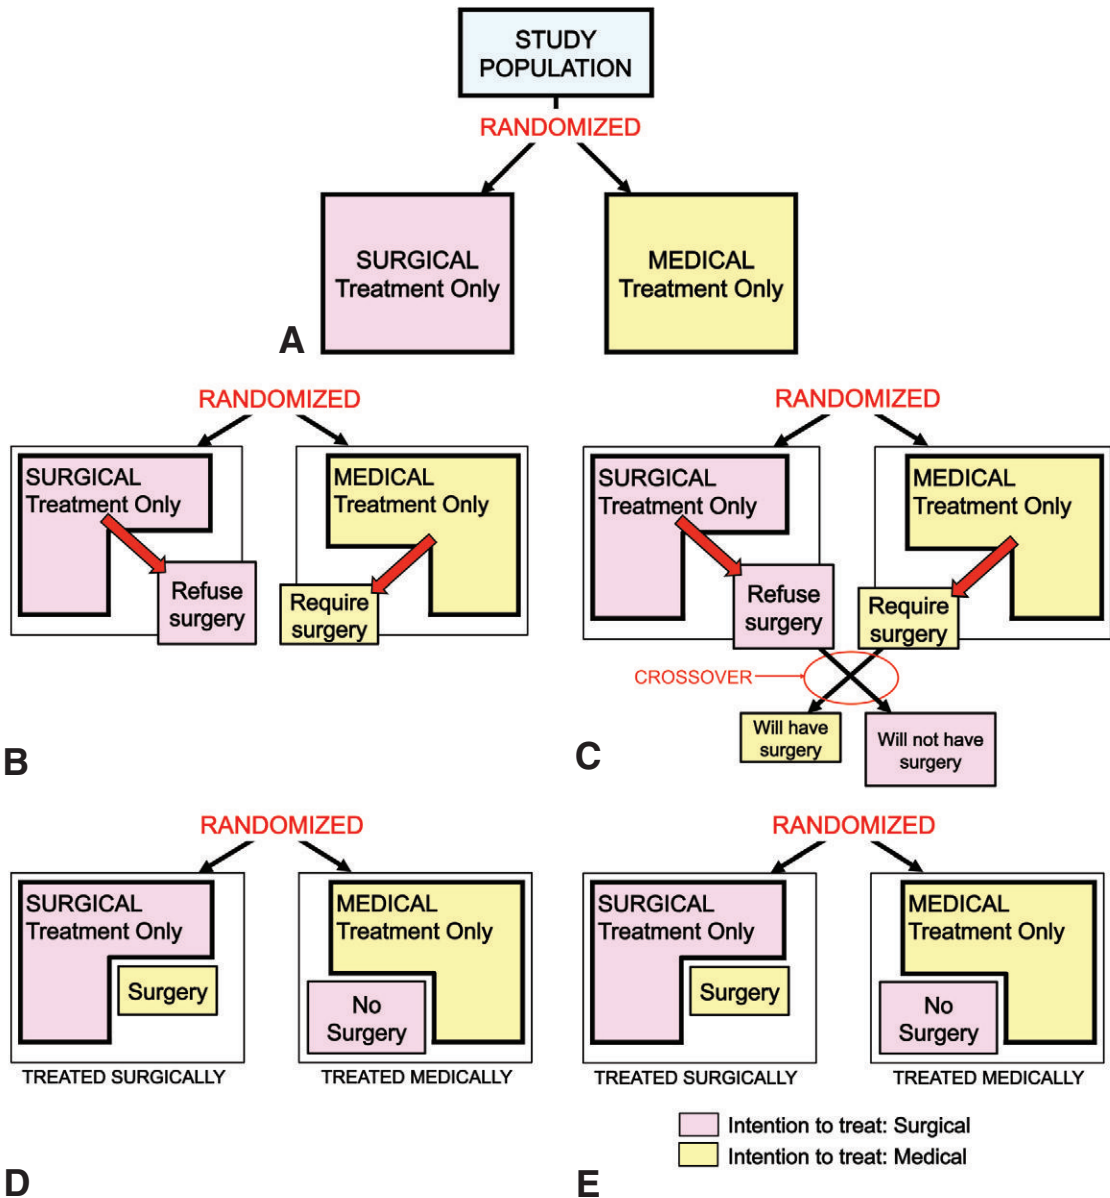 STUDY
POPULATION
RANDOMIZED
SURGICAL
Treatment Only
MEDICAL
Treatment Only
A
RANDOMIZED
SURGICAL
Treatment Only
MEDICAL
Treatment Only
Refuse
surgery
Require
surgery
B
RANDOMIZED
SURGICAL
Treatment Only
MEDICAL
Treatment Only
Refuse
surgery
Require
surgery
CROSSOVER
Will have
surgery
Will not have
surgery
C
RANDOMIZED
SURGICAL
Treatment Only
MEDICAL
Treatment Only
Surgery
No
Surgery
TREATED SURGICALLY
TREATED MEDICALLY
D
RANDOMIZED
SURGICAL
Treatment Only
MEDICAL
Treatment Only
Surgery
No
Surgery
TREATED SURGICALLY
TREATED MEDICALLY
Intention to treat: Surgical
Intention to treat: Medical
E